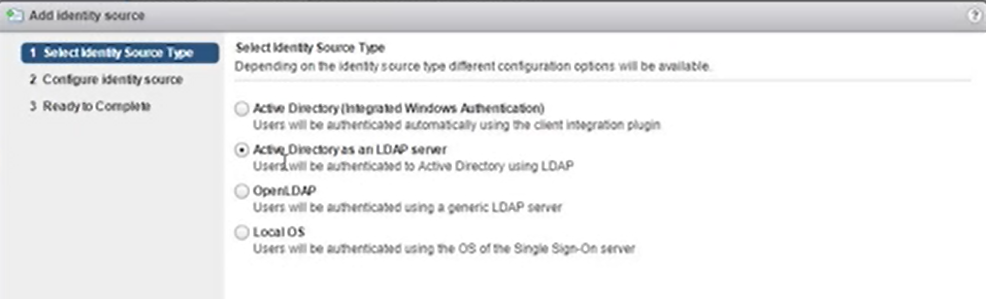 Add identity source
1 Select Identity Source Type
2 Configure identity source
3 Ready to Complete
Select Identity Source Type
Depending on the identity source type different configuration options will be available.
Active Directory (Integrated Windows Authentication)
Users will be authenticated automatically using the client integration plugin
Active Directory as an LDAP server
Users will be authenticated to Active Directory using LDAP
OpenLDAP
Users will be authenticated using a generic LDAP server
Local OS
Users will be authenticated using the OS of the Single Sign-On server